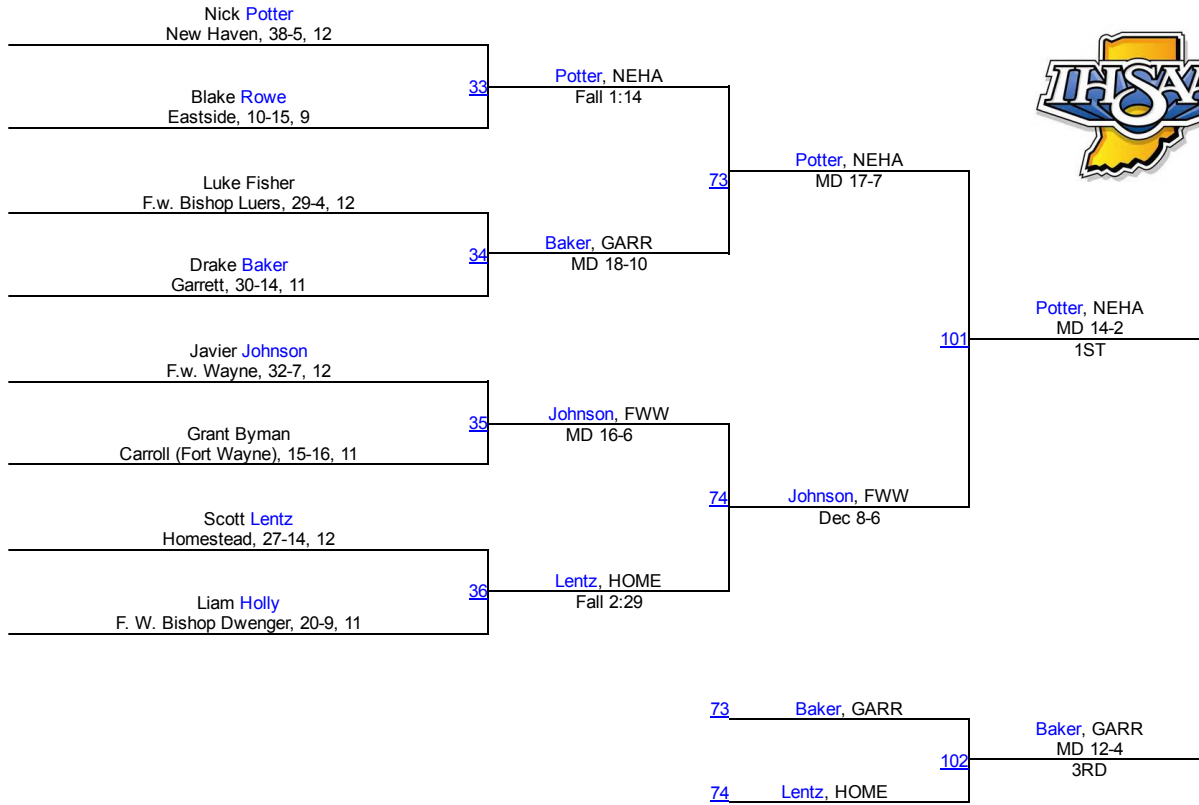 Nick Potter
New Haven, 38-5, 12
33
Blake Rowe
Eastside, 10-15, 9
Potter, NEHA
Fall 1:14
Luke Fisher
F.w. Bishop Luers, 29-4, 12
34
Drake Baker
Garrett, 30-14, 11
Baker, GARR
MD 18-10
73
Potter, NEHA
MD 17-7
Javier Johnson
F.w. Wayne, 32-7, 12
35
Grant Byman
Carroll (Fort Wayne), 15-16, 11
Johnson, FWW
MD 16-6
Scott Lentz
Homestead, 27-14, 12
36
Liam Holly
F. W. Bishop Dwenger, 20-9, 11
Lentz, HOME
Fall 2:29
74
Johnson, FWW
Dec 8-6
101
Potter, NEHA
MD 14-2
1ST
73
Baker, GARR
74
Lentz, HOME
102
Baker, GARR
MD 12-4
3RD
IHSAA